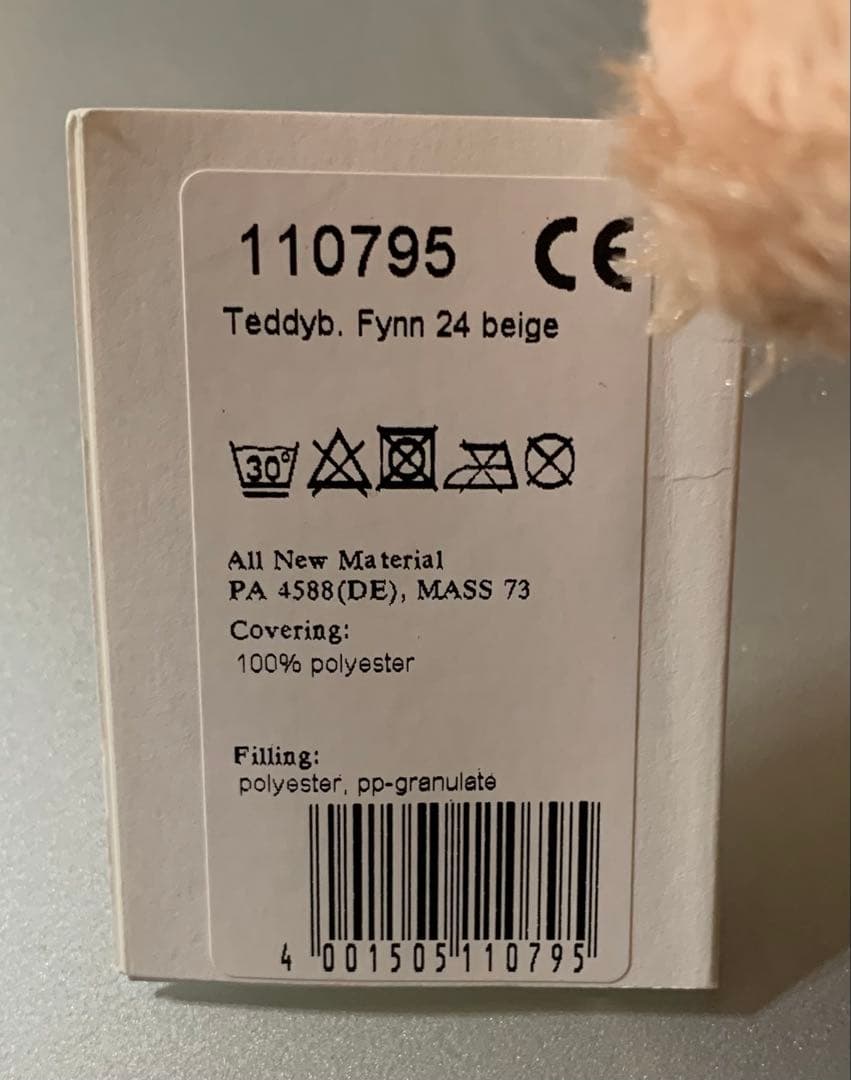 110795 CE
Teddyb. Fynn 24 beige
30°
All New Material
PA 4588(DE), MASS 73
Covering:
100% polyester
Filling:
polyester, pp-granulate
4 001505 110795